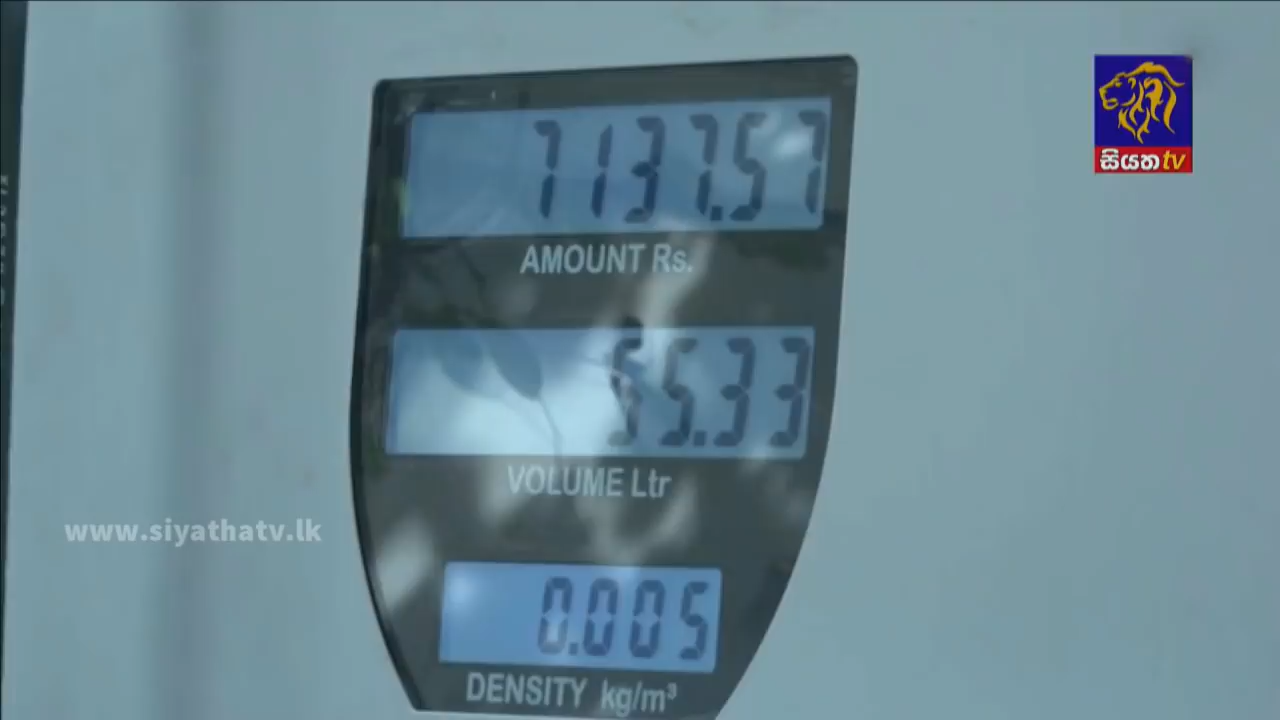 7137.57
සියත tv
AMOUNT Rs.
55.33
VOLUME Ltr
www.siyathatv.lk
0.005
DENSITY kg/m³